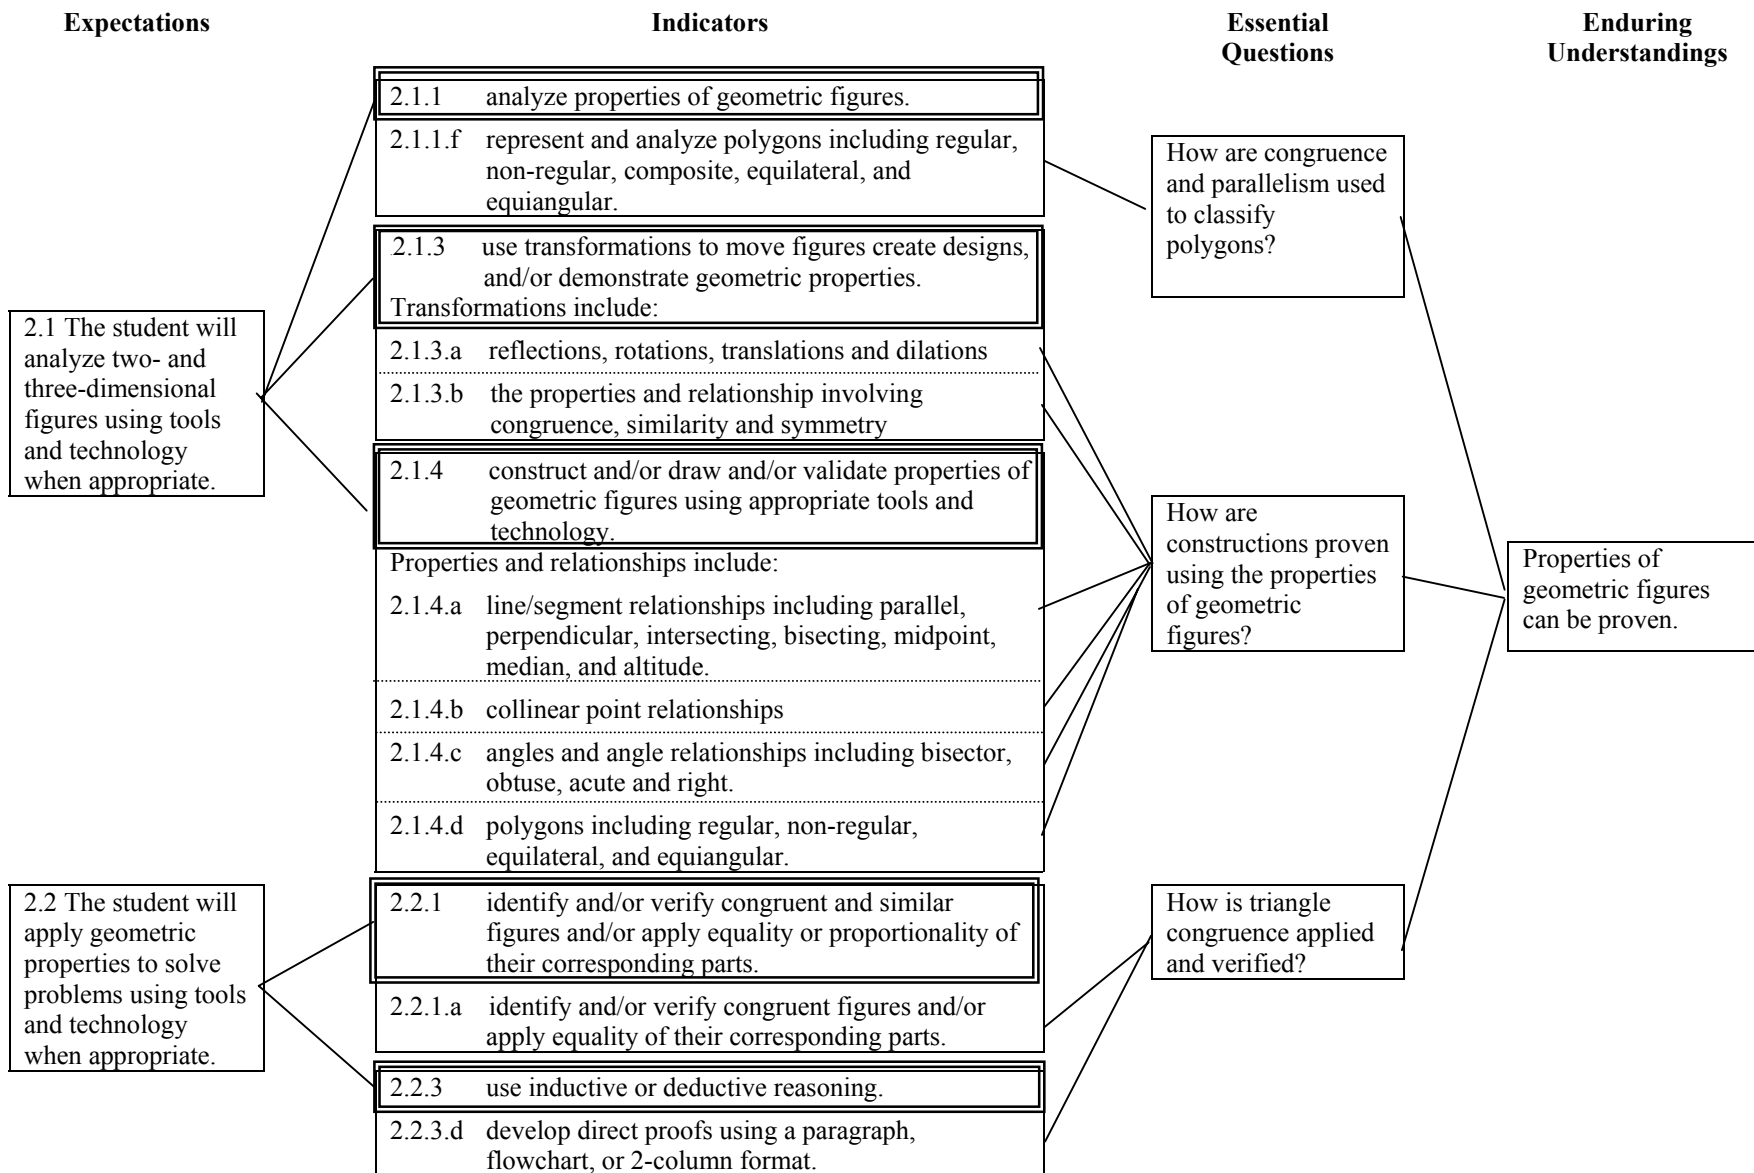 Expectations
Indicators
Essential
Questions
Enduring
Understandings
2.1 The student will
analyze two- and
three-dimensional
figures using tools
and technology
when appropriate.
2.2 The student will
apply geometric
properties to solve
problems using tools
and technology
when appropriate.
2.1.1 analyze properties of geometric figures.
2.1.1.f represent and analyze polygons including regular,
non-regular, composite, equilateral, and
equiangular.
.2.1.3 use transformations to move figures create designs,
and/or demonstrate geometric properties.
Transformations include:
2.1.3.a reflections, rotations, translations and dilations
2.1.3.b the properties and relationship involving
congruence, similarity and symmetry
2.1.4 construct and/or draw and/or validate properties of
geometric figures using appropriate tools and
technology.
Properties and relationships include:
2.1.4.a line/segment relationships including parallel,
perpendicular, intersecting, bisecting, midpoint,
median, and altitude.
2.1.4.b collinear point relationships
2.1.4.c angles and angle relationships including bisector,
obtuse, acute and right.
2.1.4.d polygons including regular, non-regular,
equilateral, and equiangular.
2.2.1 identify and/or verify congruent and similar
figures and/or apply equality or proportionality of
their corresponding parts.
2.2.1.a identify and/or verify congruent figures and/or
apply equality of their corresponding parts.
2.2.3 use inductive or deductive reasoning.
2.2.3.d develop direct proofs using a paragraph,
flowchart, or 2-column format.
How are congruence
and parallelism used
to classify
polygons?
How are
constructions proven
using the properties
of geometric
figures?
How is triangle
congruence applied
and verified?
Properties of
geometric figures
can be proven.